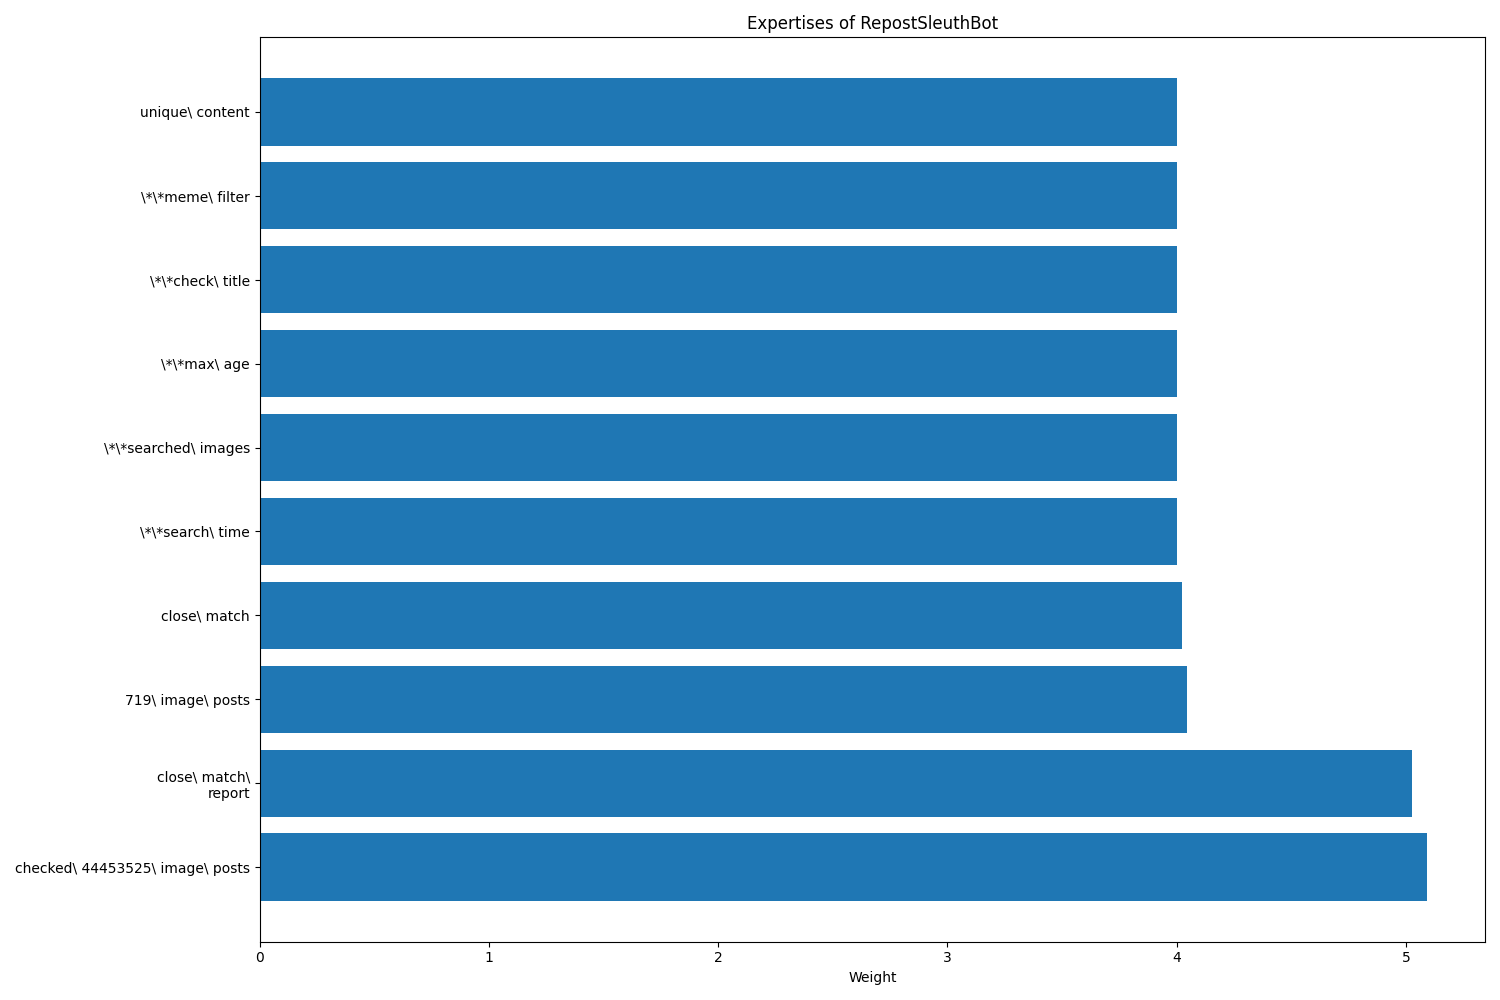 Expertises of RepostSleuthBot
unique\ content
\*\*meme\ filter
\*\*check\ title
\*\*max\ age
\*\*searched\ images
\*\*search\ time
close\ match
719\ image\ posts
close\ match\
report
checked\ 44453525\ image\ posts
0 1 2 3 4 5
Weight